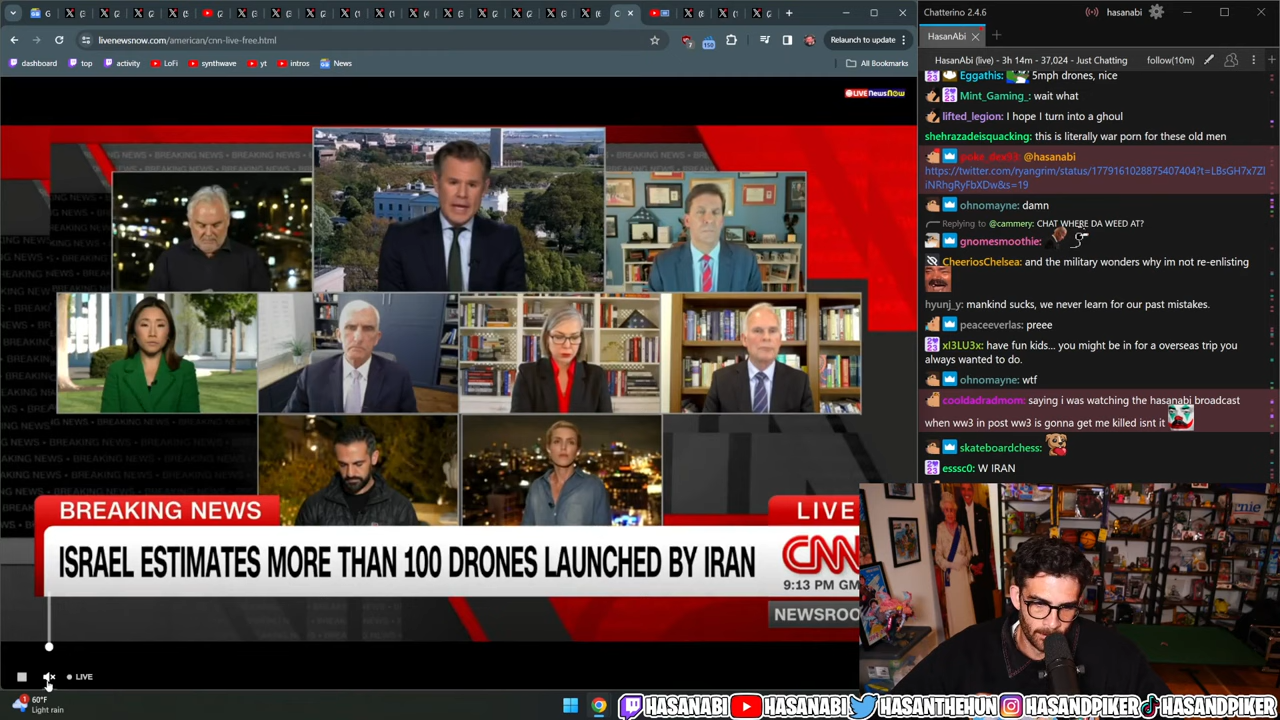 Chatterino 2.4.6
hasanabi
livenewsnow.com/american/cnn-live-free.html
Relaunch to update
HasanAbi
dashboard
top
activity
LoFi
synthwave
yt
intros
News
All Bookmarks
HasanAbi (live) - 3h 14m - 37,024 - Just Chatting
follow(10m)
Eggathis: 5mph drones, nice
Mint_Gaming_: wait what
lifted_legion: I hope I turn into a ghoul
shehrazadeisquacking: this is literally war porn for these old men
@hasanabi
https://twitter.com/ryangrim/status/1779161028875407404?t=LBsGH7x7Zl
iNRhgRyFbXDw&s=19
ohnomayne: damn
Replying to @cammery: CHAT WHERE DA WEED AT?
gnomesmoothie:
CheeriosChelsea: and the military wonders why im not re-enlisting
hyunj_y: mankind sucks, we never learn for our past mistakes.
peaceeverlas: preee
xI3LU3x: have fun kids... you might be in for a overseas trip you
always wanted to do.
ohnomayne: wtf
cooldadradmom: saying i was watching the hasanabi broadcast
when ww3 in post ww3 is gonna get me killed isnt it
skateboardchess:
esssc0: W IRAN
LIVE NewsNow
BREAKING NEWS
LIVE
ISRAEL ESTIMATES MORE THAN 100 DRONES LAUNCHED BY IRAN
CNN
9:13 PM GM
NEWSROO
LIVE
60°F
Light rain
HASANABI
HASANABI
HASANTHEHUN
HASANDPIKER
HASANDPIKER